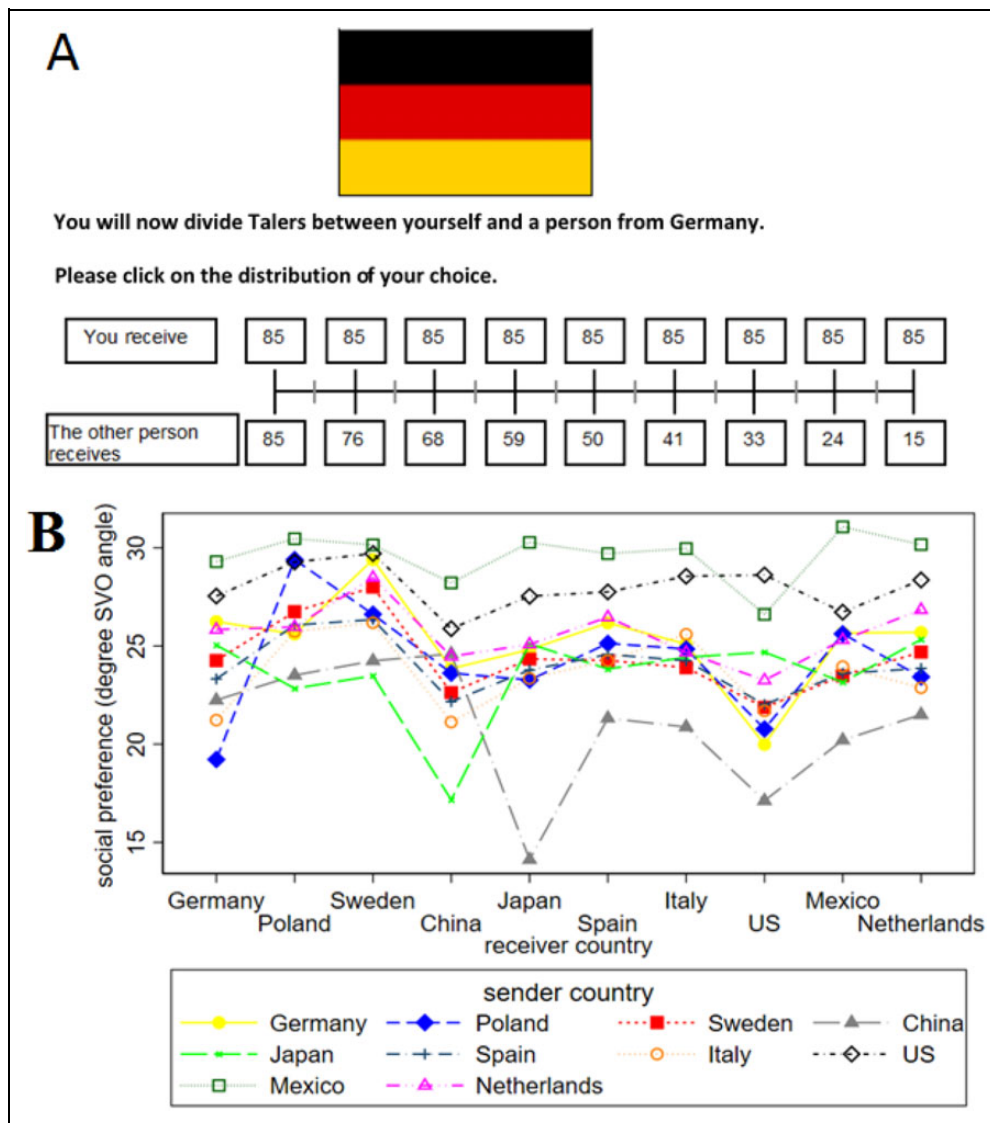 A
You will now divide Talers between yourself and a person from Germany.
Please click on the distribution of your choice.
You receive 85 85 85 85 85 85 85 85 85
The other person
receives 85 76 68 59 50 41 33 24 15
B
social preference (degree SVO angle)
30
25
20
15
Germany Sweden Japan Italy Mexico
Poland China Spain US Netherlands
receiver country
sender country
Germany Poland Sweden China
Japan Spain Italy US
Mexico Netherlands